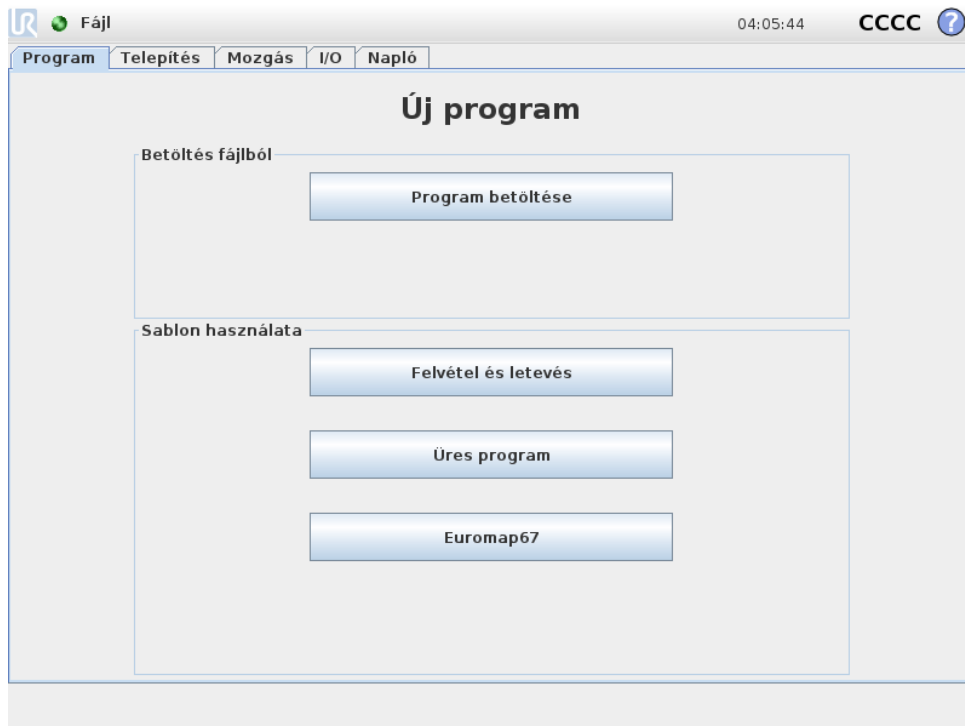 UR Fájl 04:05:44 CCCC ?
Program Telepítés Mozgás I/O Napló
Új program
Betöltés fájlból
Program betöltése
Sablon használata
Felvétel és letevés
Üres program
Euromap67